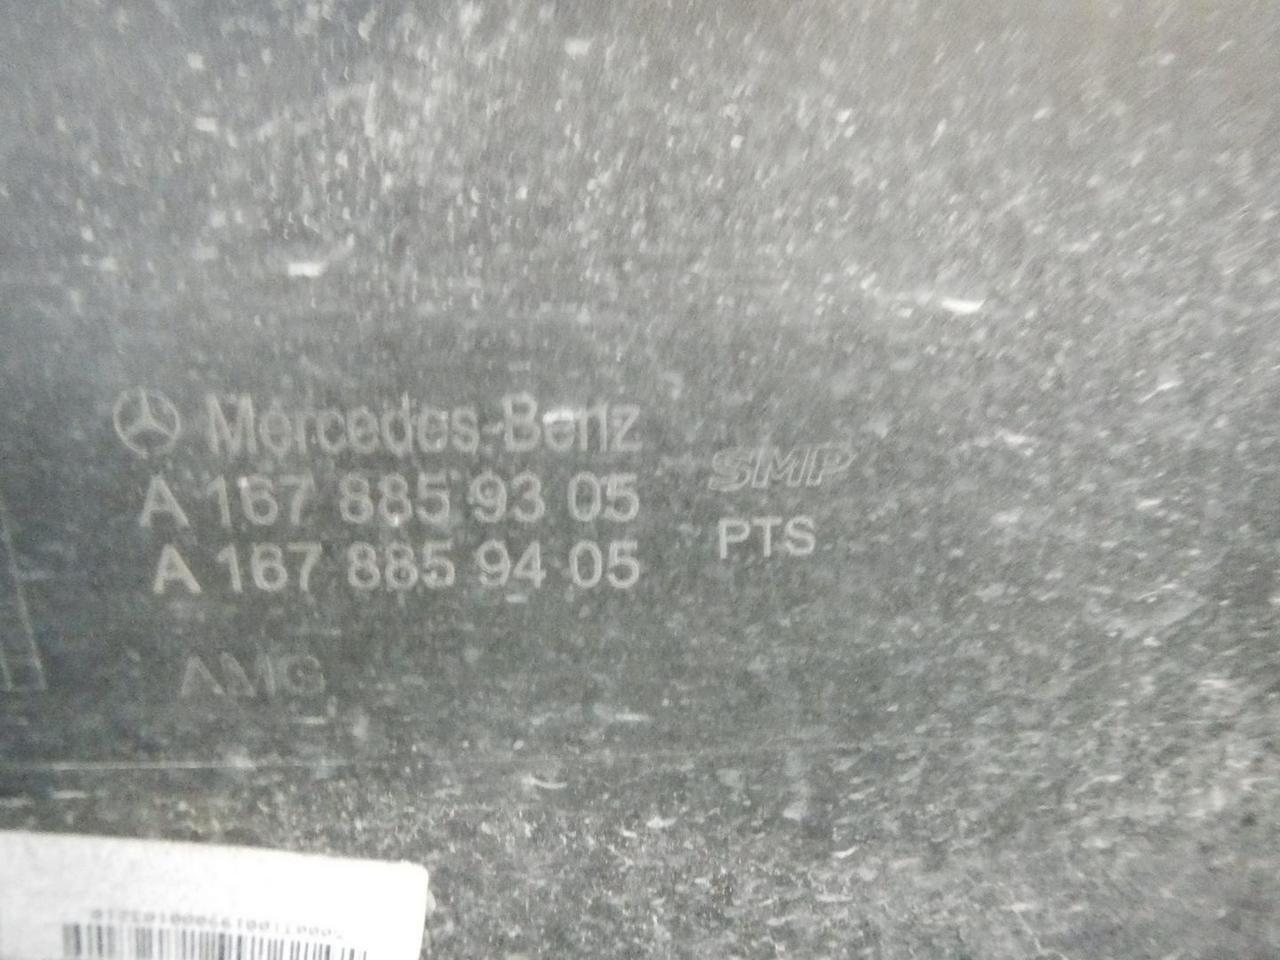 Mercedes-Benz
A 167 885 93 05
A 167 885 94 05
SMP
PTS
AMG